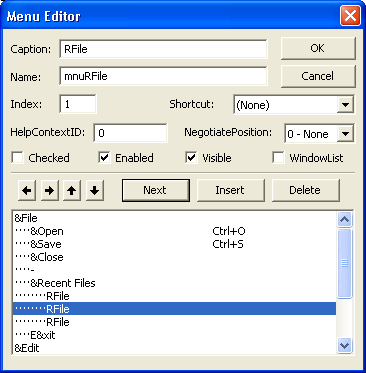 Menu Editor
Caption: RFile OK
Name: mnuRFile Cancel
Index: 1 Shortcut: (None)
HelpContextID: 0 NegotiatePosition: 0 - None
Checked Enabled Visible WindowList
Next Insert Delete
&File
····&Open Ctrl+O
····&Save Ctrl+S
····&Close
····-
····&Recent Files
········RFile
········RFile
········RFile
····E&xit
&Edit